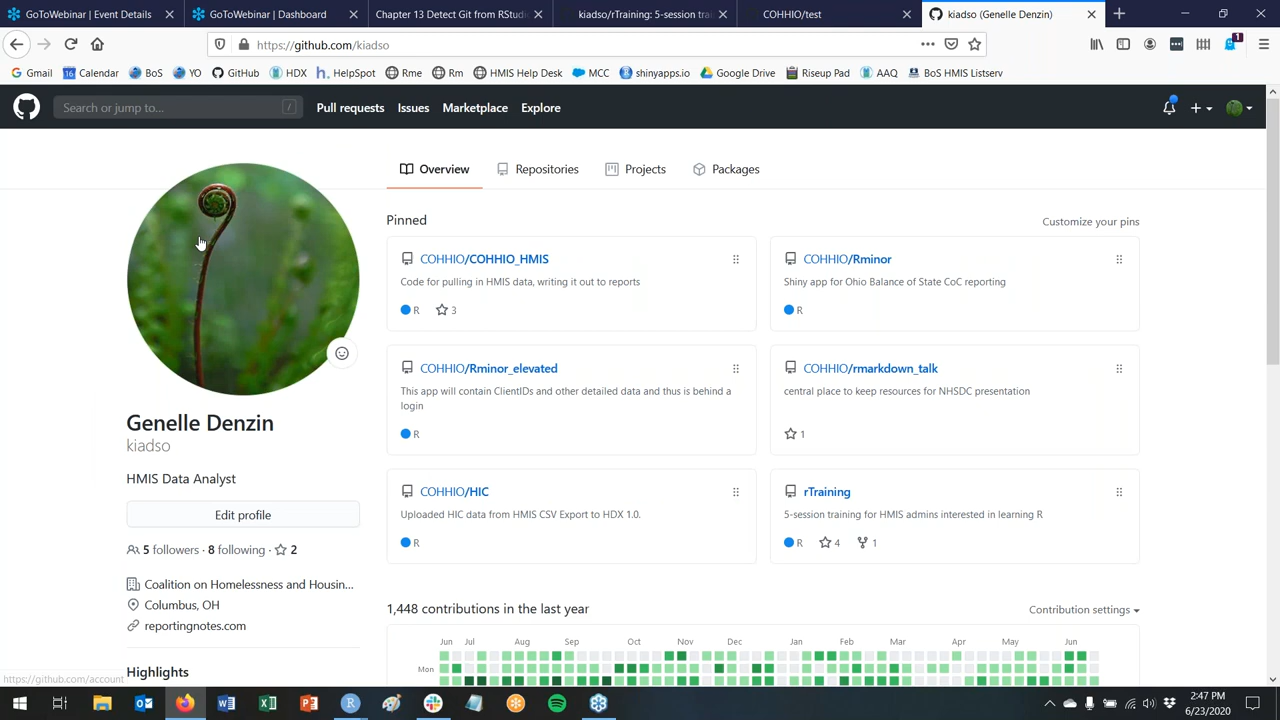 GoToWebinar | Event Details
GoToWebinar | Dashboard
Chapter 13 Detect Git from RStudi
kiadso/rTraining: 5-session trai
COHHIO/test
kiadso (Genelle Denzin)
https://github.com/kiadso
1
Gmail
16 Calendar
BoS
YO
GitHub
HDX
h. HelpSpot
Rme
Rm
HMIS Help Desk
MCC
shinyapps.io
Google Drive
Riseup Pad
AAQ
BoS HMIS Listserv
Search or jump to... /
Pull requests Issues Marketplace Explore
Overview Repositories Projects Packages
Pinned
Customize your pins
COHHIO/COHHIO_HMIS
Code for pulling in HMIS data, writing it out to reports
R 3
COHHIO/Rminor
Shiny app for Ohio Balance of State CoC reporting
R
COHHIO/Rminor_elevated
This app will contain ClientIDs and other detailed data and thus is behind a
login
R
COHHIO/rmarkdown_talk
central place to keep resources for NHSDC presentation
1
COHHIO/HIC
Uploaded HIC data from HMIS CSV Export to HDX 1.0.
R
rTraining
5-session training for HMIS admins interested in learning R
R 4 1
Genelle Denzin
kiadso
HMIS Data Analyst
Edit profile
5 followers · 8 following · 2
Coalition on Homelessness and Housin...
Columbus, OH
reportingnotes.com
Highlights
1,448 contributions in the last year
Contribution settings
Jun Jul Aug Sep Oct Nov Dec Jan Feb Mar Apr May Jun
Mon
https://github.com/account
2:47 PM
6/23/2020